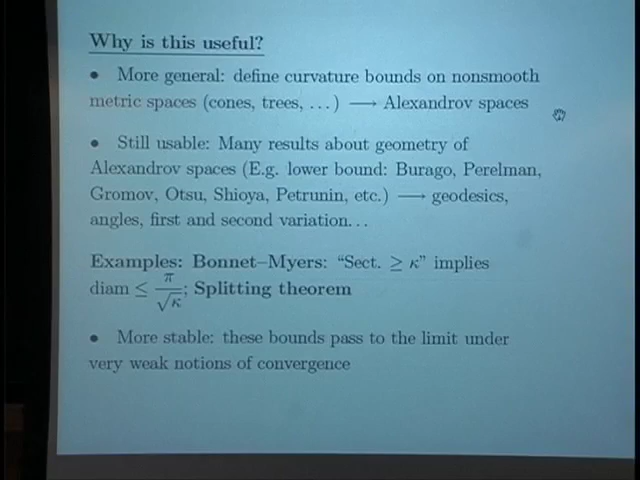 Why is this useful?
• More general: define curvature bounds on nonsmooth
metric spaces (cones, trees, …) ⟶ Alexandrov spaces
• Still usable: Many results about geometry of
Alexandrov spaces (E.g. lower bound: Burago, Perelman,
Gromov, Otsu, Shioya, Petrunin, etc.) ⟶ geodesics,
angles, first and second variation…
Examples: Bonnet–Myers: “Sect. ≥ κ” implies
diam ≤ π/√κ; Splitting theorem
• More stable: these bounds pass to the limit under
very weak notions of convergence